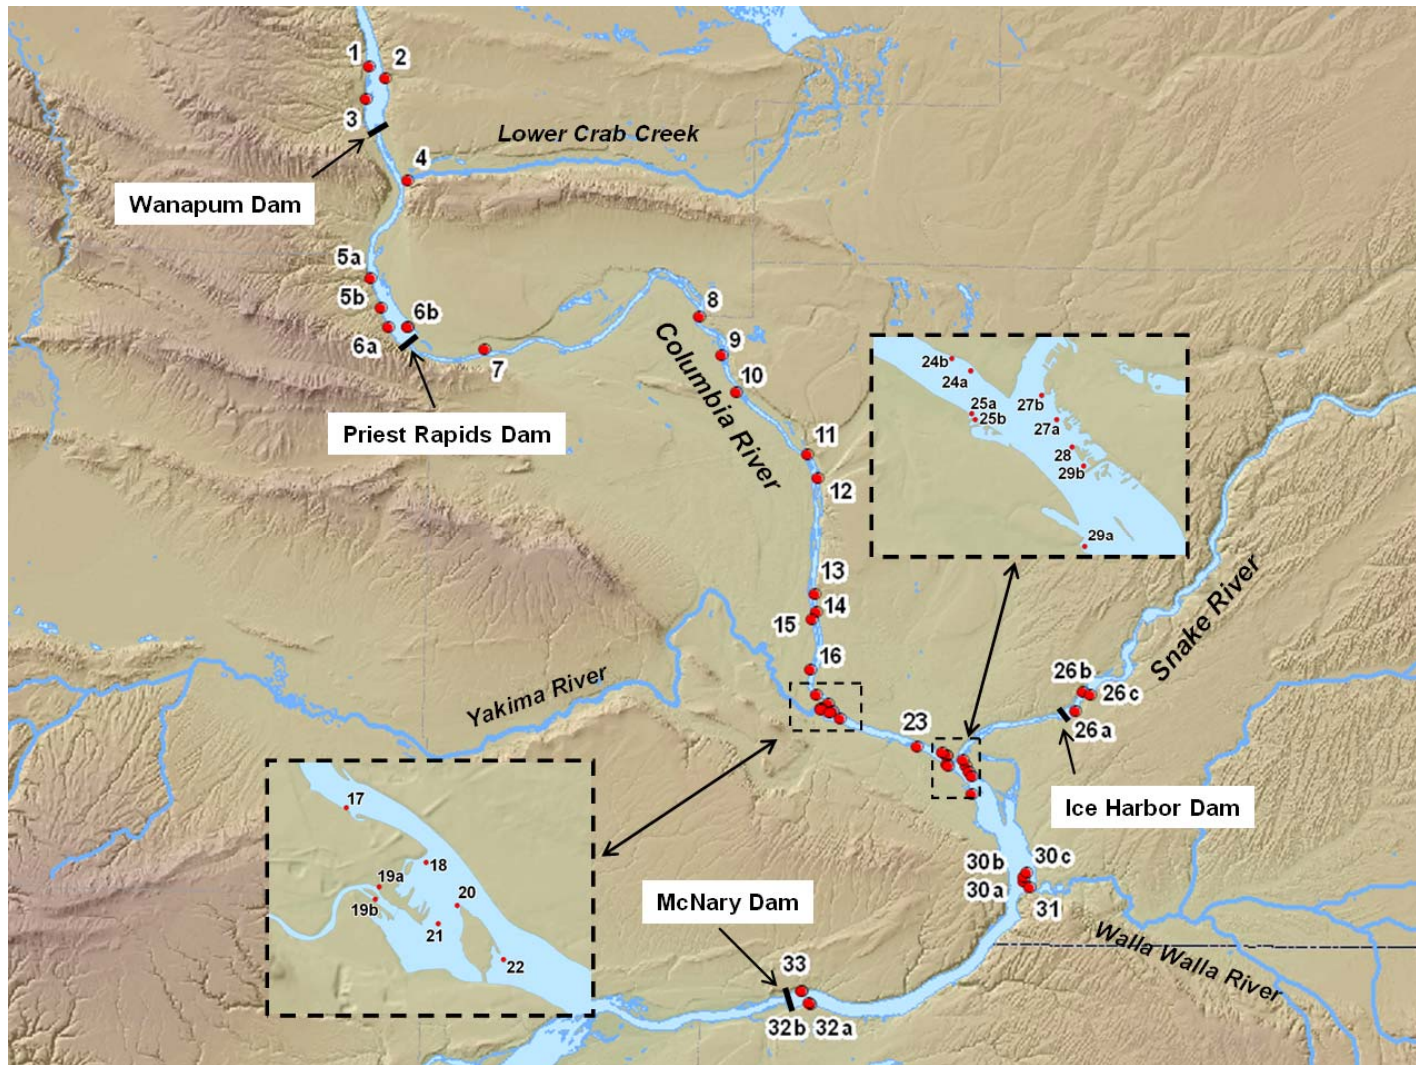 1
2
3
Lower Crab Creek
4
Wanapum Dam
5a
5b
6b
6a
7
8
9
10
Columbia River
Priest Rapids Dam
11
12
24b
24a
25a
25b
27b
27a
28
29b
29a
13
14
15
16
Snake River
Yakima River
26b
26c
26a
23
Ice Harbor Dam
17
18
19a
19b
20
21
22
30b
30c
30a
31
McNary Dam
Walla Walla River
33
32b
32a